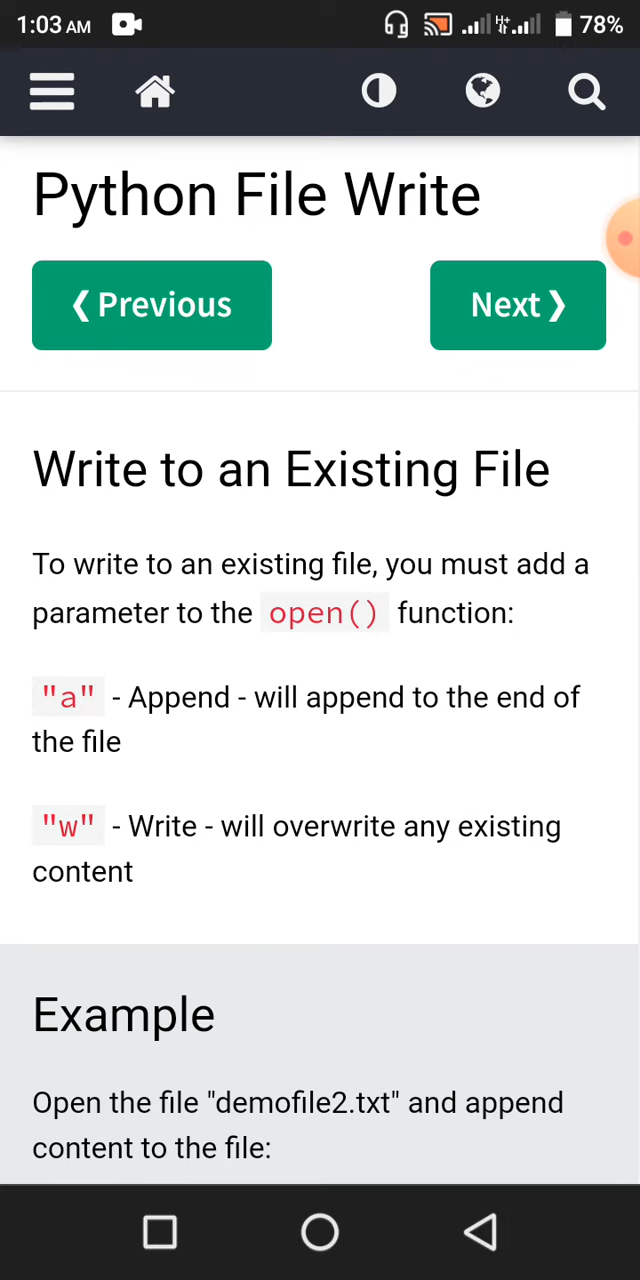 1:03 AM H+ 78%
Python File Write
❮ Previous Next ❯
Write to an Existing File
To write to an existing file, you must add a
parameter to the open() function:
"a" - Append - will append to the end of
the file
"w" - Write - will overwrite any existing
content
Example
Open the file "demofile2.txt" and append
content to the file: